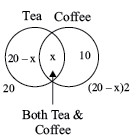 Tea Coffee
20 – x x 10
20 (20 – x)2
Both Tea &
Coffee